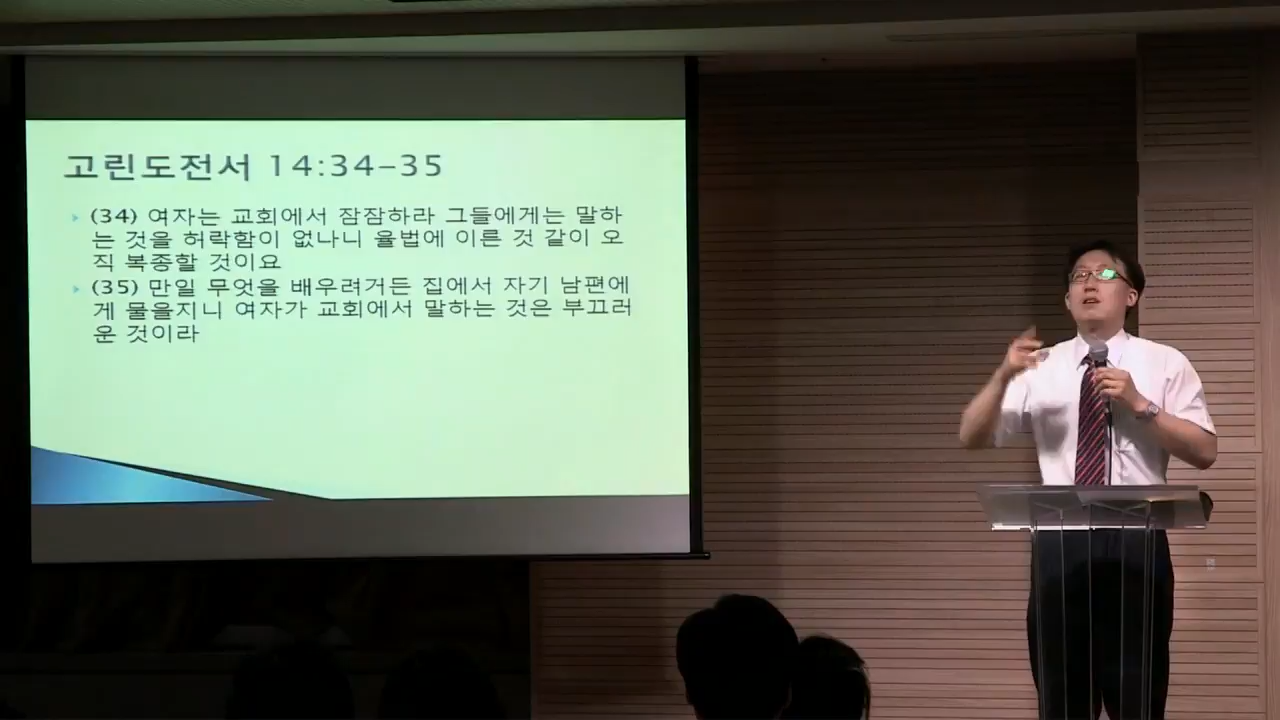 고린도전서 14:34-35
(34) 여자는 교회에서 잠잠하라 그들에게는 말하
는 것을 허락함이 없나니 율법에 이른 것 같이 오
직 복종할 것이요
(35) 만일 무엇을 배우려거든 집에서 자기 남편에
게 물을지니 여자가 교회에서 말하는 것은 부끄러
운 것이라